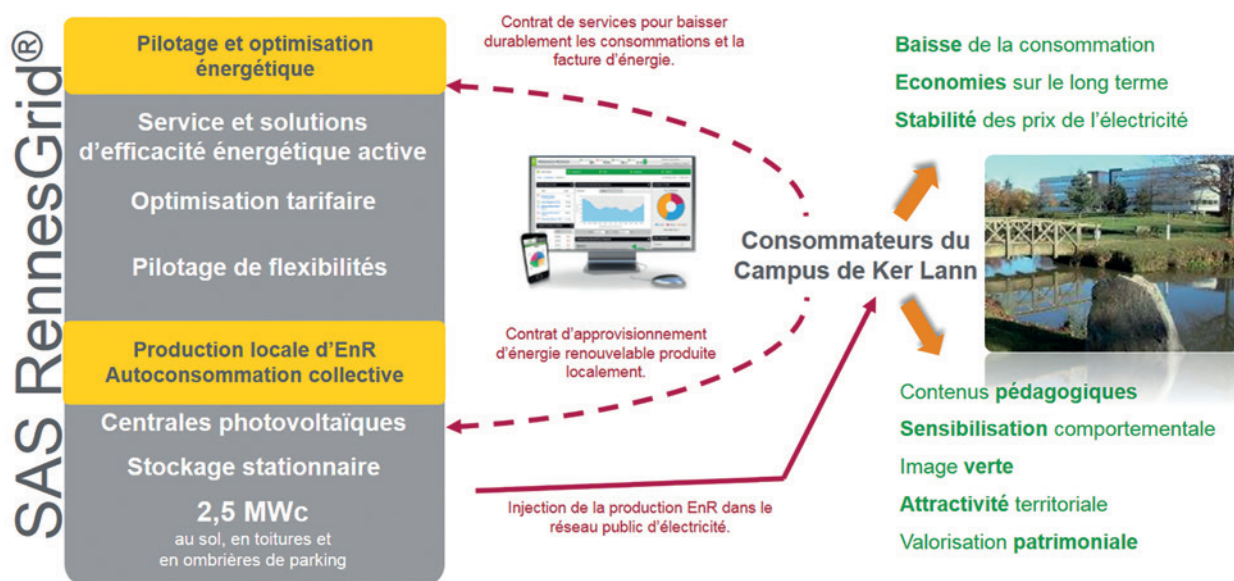 SAS RennesGrid®
Pilotage et optimisation
énergétique
Service et solutions
d'efficacité énergétique active
Optimisation tarifaire
Pilotage de flexibilités
Production locale d'EnR
Autoconsommation collective
Centrales photovoltaïques
Stockage stationnaire
2,5 MWc
au sol, en toitures et
en ombrières de parking
Contrat de services pour baisser
durablement les consommations et la
facture d'énergie.
Contrat d'approvisionnement
d'énergie renouvelable produite
localement.
Injection de la production EnR dans le
réseau public d'électricité.
Consommateurs du
Campus de Ker Lann
Baisse de la consommation
Economies sur le long terme
Stabilité des prix de l'électricité
Contenus pédagogiques
Sensibilisation comportementale
Image verte
Attractivité territoriale
Valorisation patrimoniale